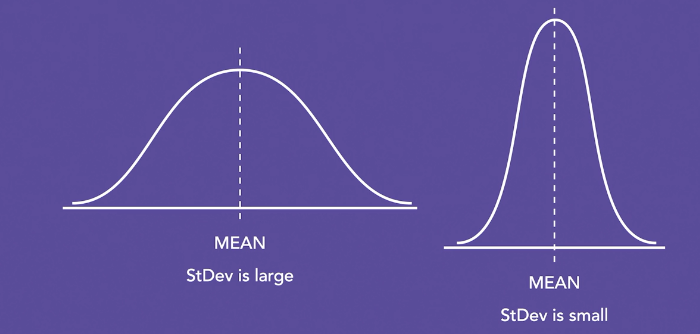 MEAN
StDev is large
MEAN
StDev is small